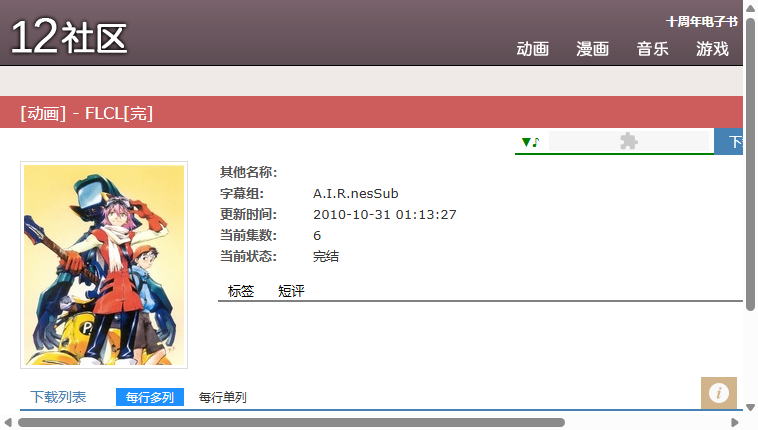 12社区
十周年电子书
动画 漫画 音乐 游戏
[动画] - FLCL[完]
▼♪
其他名称：
字幕组： A.I.R.nesSub
更新时间： 2010-10-31 01:13:27
当前集数： 6
当前状态： 完结
标签 短评
下载列表 每行多列 每行单列